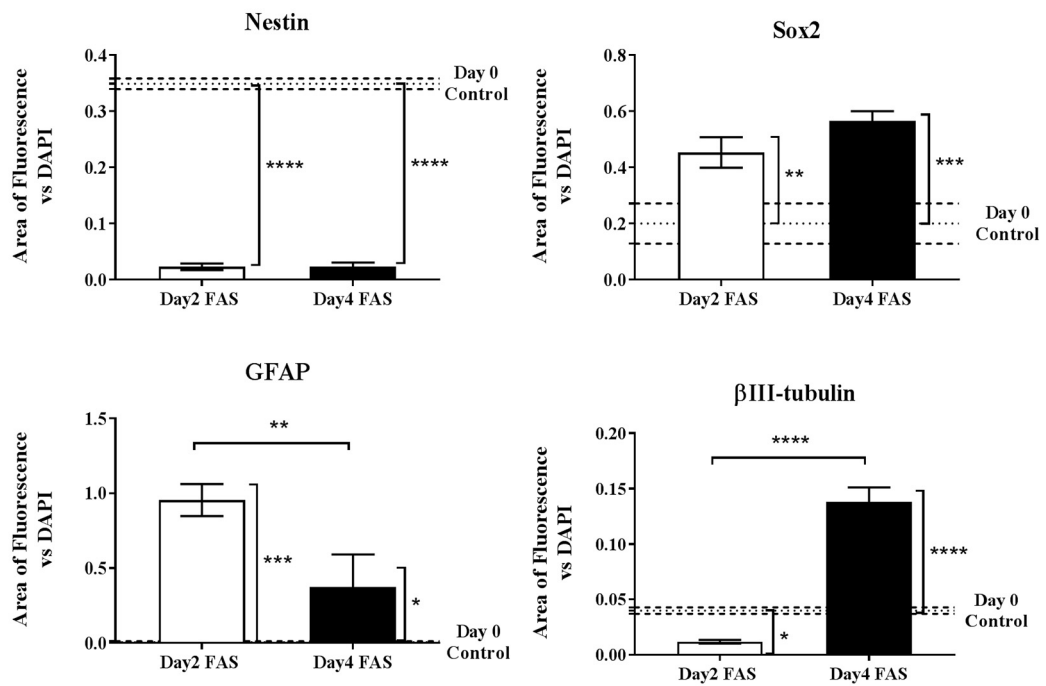 Nestin
Area of Fluorescence
vs DAPI
0.4
0.3
0.2
0.1
0.0
Day 0
Control
****
****
Day2 FAS
Day4 FAS
Sox2
Area of Fluorescence
vs DAPI
0.8
0.6
0.4
0.2
0.0
**
***
Day 0
Control
Day2 FAS
Day4 FAS
GFAP
Area of Fluorescence
vs DAPI
1.5
1.0
0.5
0.0
**
***
*
Day 0
Control
Day2 FAS
Day4 FAS
βIII-tubulin
Area of Fluorescence
vs DAPI
0.20
0.15
0.10
0.05
0.00
****
****
*
Day 0
Control
Day2 FAS
Day4 FAS